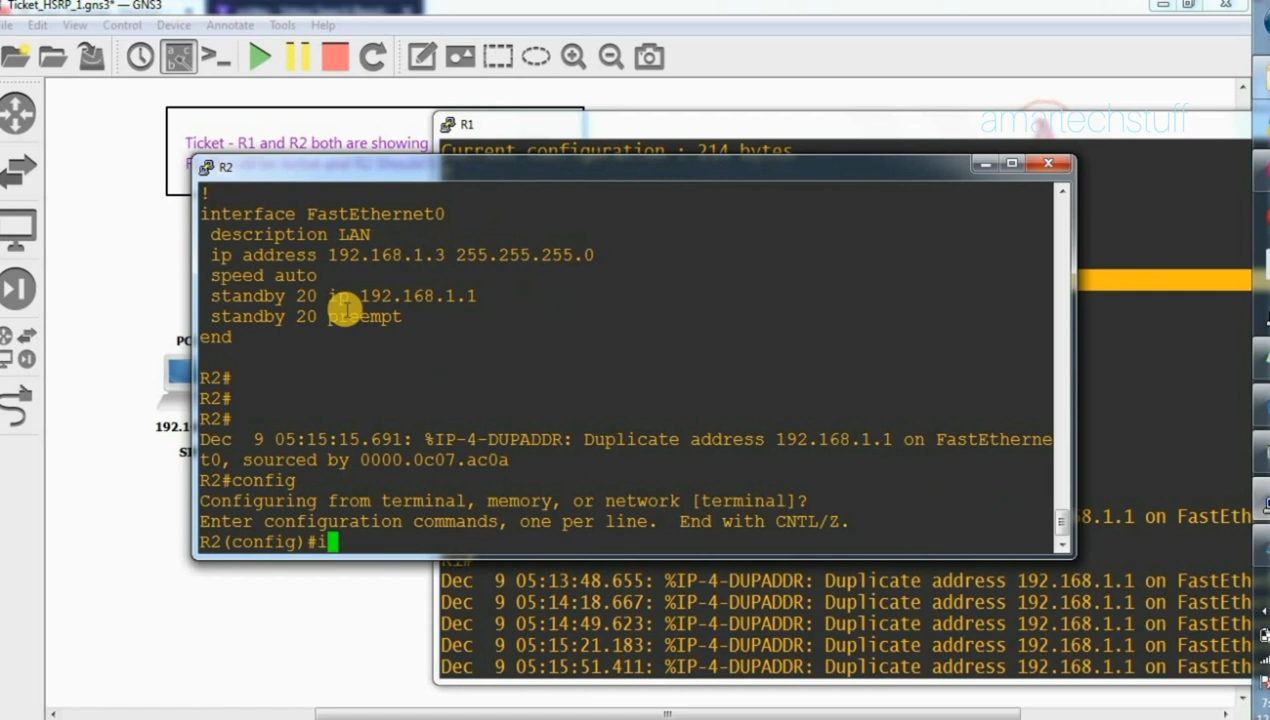 Ticket_HSRP_1.gns3* — GNS3
File Edit View Control Device Annotate Tools Help
amartechstuff
Ticket - R1 and R2 both are showing
R1
Current configuration : 214 bytes
R2
!
interface FastEthernet0
description LAN
ip address 192.168.1.3 255.255.255.0
speed auto
standby 20 ip 192.168.1.1
standby 20 preempt
end
R2#
R2#
R2#
Dec 9 05:15:15.691: %IP-4-DUPADDR: Duplicate address 192.168.1.1 on FastEtherne
t0, sourced by 0000.0c07.ac0a
R2#config
Configuring from terminal, memory, or network [terminal]?
Enter configuration commands, one per line. End with CNTL/Z.
R2(config)#i
PC
192.1
8.1.1 on FastEth
R1#
Dec 9 05:13:48.655: %IP-4-DUPADDR: Duplicate address 192.168.1.1 on FastEth
Dec 9 05:14:18.667: %IP-4-DUPADDR: Duplicate address 192.168.1.1 on FastEth
Dec 9 05:14:49.623: %IP-4-DUPADDR: Duplicate address 192.168.1.1 on FastEth
Dec 9 05:15:21.183: %IP-4-DUPADDR: Duplicate address 192.168.1.1 on FastEth
Dec 9 05:15:51.411: %IP-4-DUPADDR: Duplicate address 192.168.1.1 on FastEth